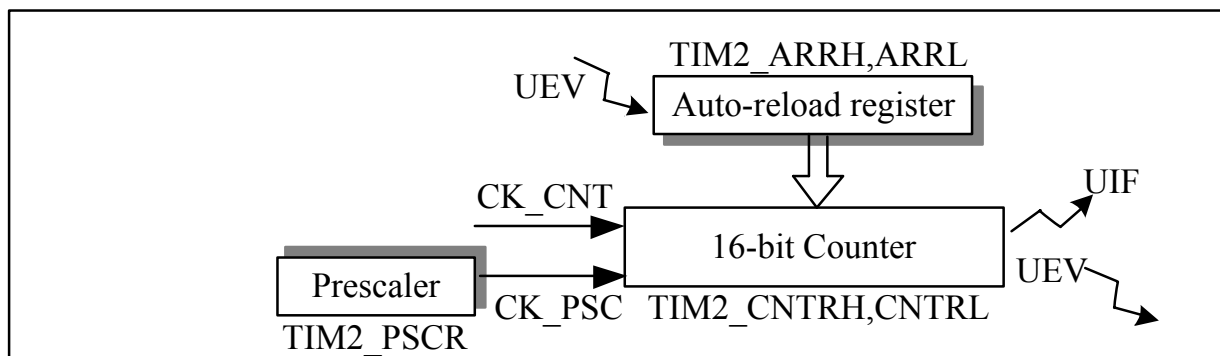 TIM2_ARRH,ARRL
UEV
Auto-reload register
CK_CNT
UIF
16-bit Counter
UEV
Prescaler
CK_PSC
TIM2_CNTRH,CNTRL
TIM2_PSCR